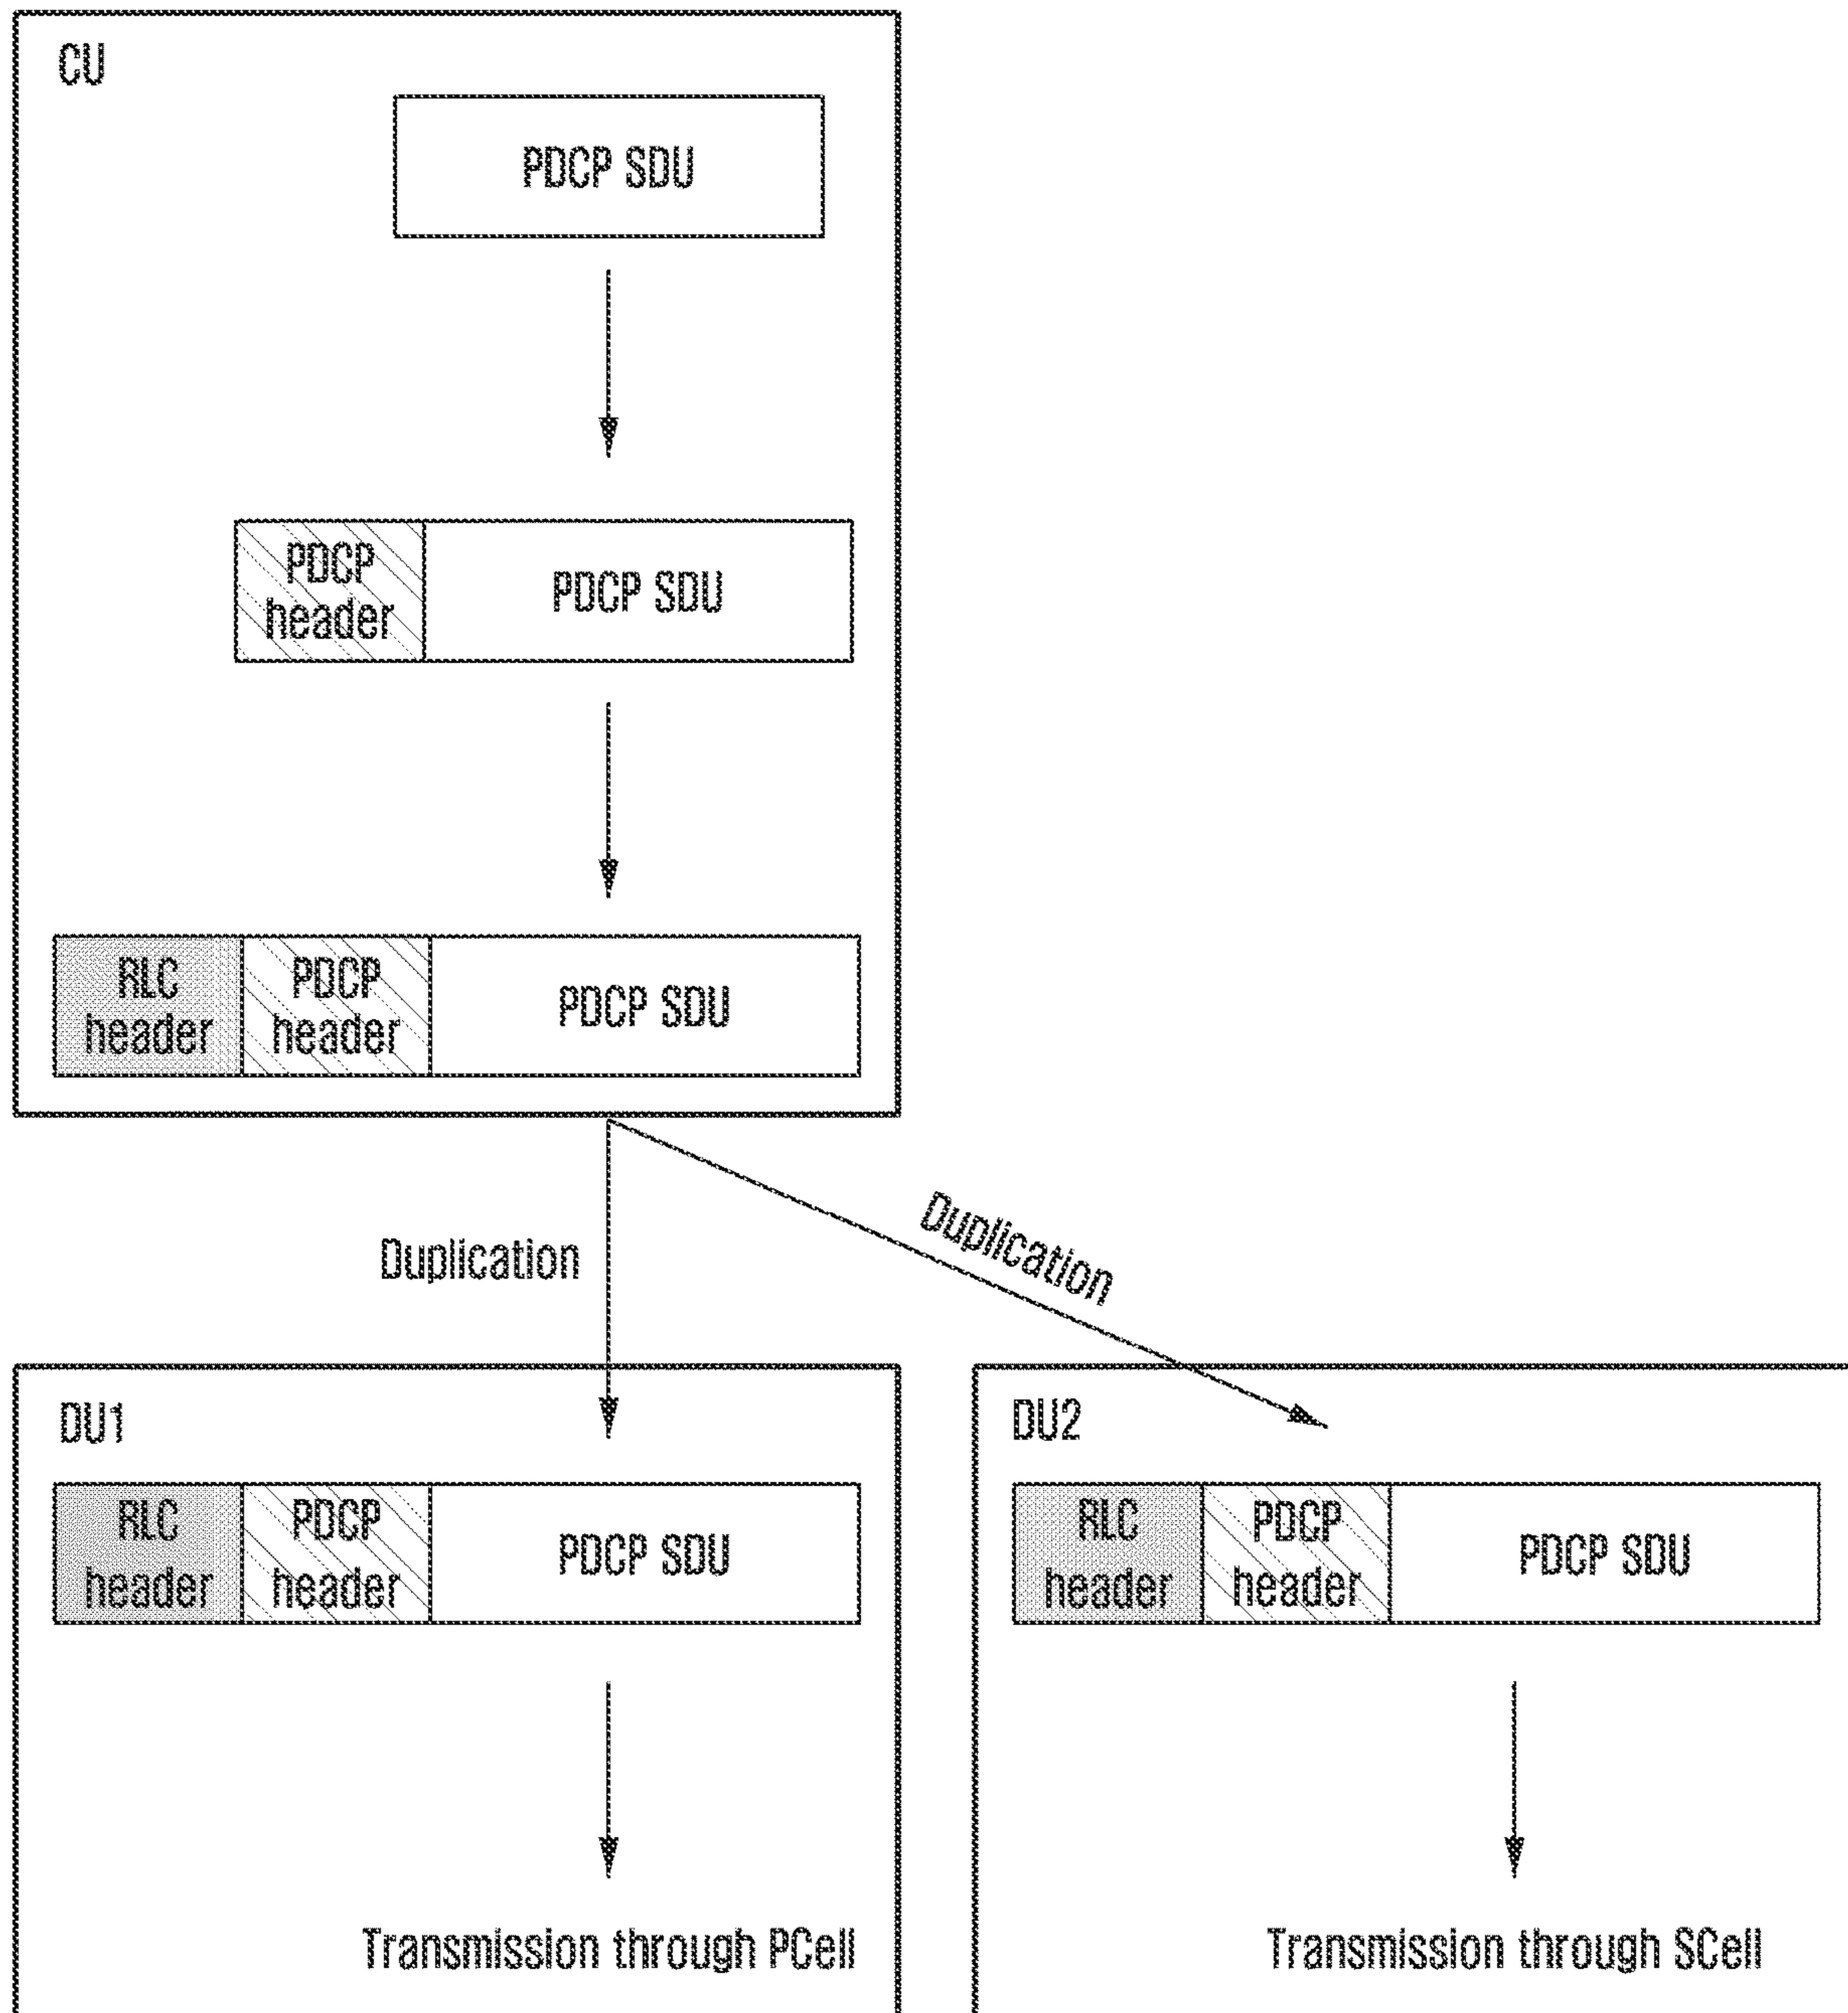 CU
PDCP SDU
PDCP
header
PDCP SDU
RLC
header
PDCP
header
PDCP SDU
Duplication
Duplication
DU1
RLC
header
PDCP
header
PDCP SDU
Transmission through PCell
DU2
RLC
header
PDCP
header
PDCP SDU
Transmission through SCell